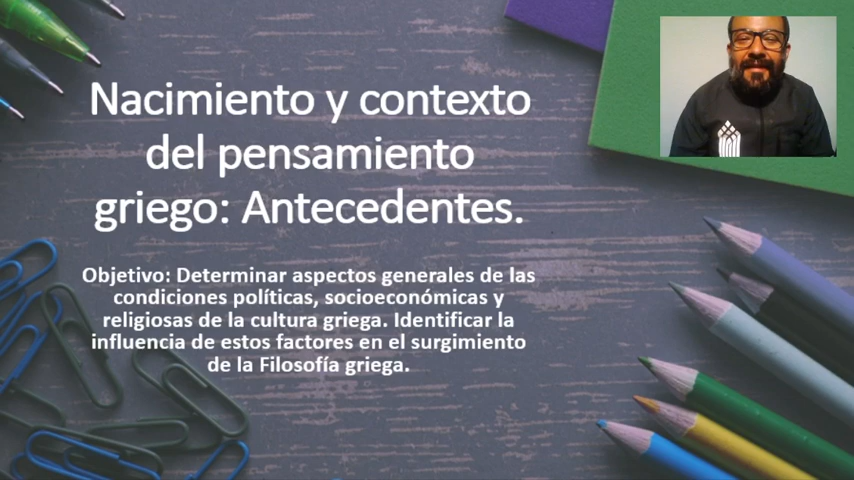 Nacimiento y contexto
del pensamiento
griego: Antecedentes.
Objetivo: Determinar aspectos generales de las
condiciones políticas, socioeconómicas y
religiosas de la cultura griega. Identificar la
influencia de estos factores en el surgimiento
de la Filosofía griega.